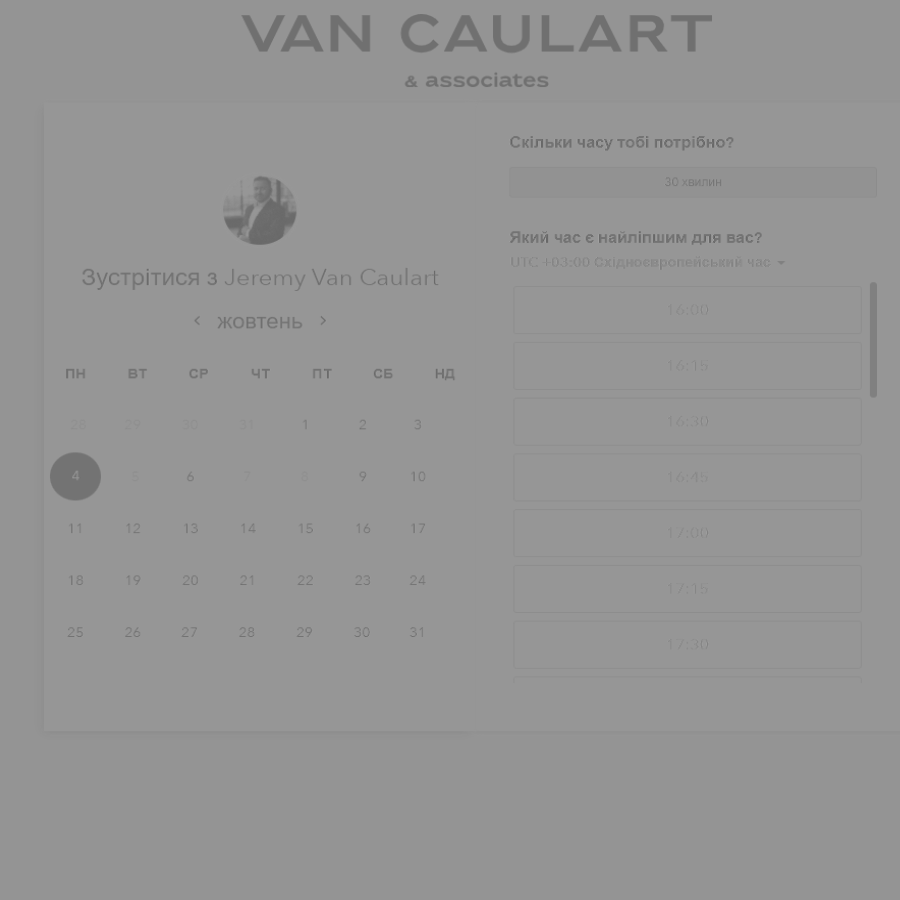 VAN CAULART
& associates
Зустрітися з Jeremy Van Caulart
жовтень
ПН ВТ СР ЧТ ПТ СБ НД
28 29 30 31 1 2 3
4 5 6 7 8 9 10
11 12 13 14 15 16 17
18 19 20 21 22 23 24
25 26 27 28 29 30 31
Скільки часу тобі потрібно?
30 хвилин
Який час є найліпшим для вас?
UTC +03:00 Східноєвропейський час
16:00
16:15
16:30
16:45
17:00
17:15
17:30